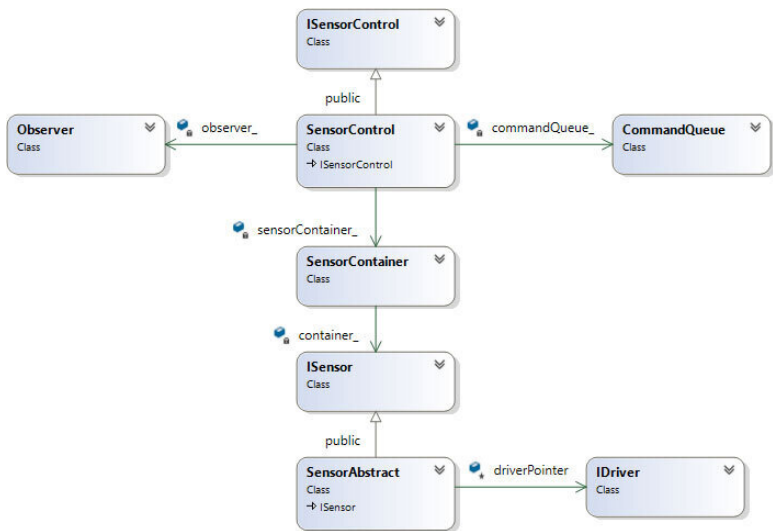 ISensorControl
Class
public
Observer
Class
observer_
SensorControl
Class
ISensorControl
commandQueue_
CommandQueue
Class
sensorContainer_
SensorContainer
Class
container_
ISensor
Class
public
SensorAbstract
Class
ISensor
driverPointer
IDriver
Class